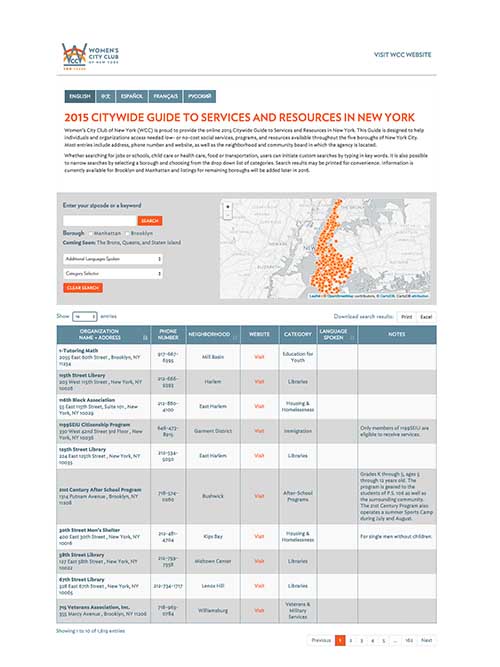 WCC
100 YEARS
WOMEN'S
CITY CLUB
OF NEW YORK
VISIT WCC WEBSITE
ENGLISH 中文 ESPAÑOL FRANÇAIS РУССКИЙ
2015 CITYWIDE GUIDE TO SERVICES AND RESOURCES IN NEW YORK
Women's City Club of New York (WCC) is proud to provide the online 2015 Citywide Guide to Services and Resources in New York. This Guide is designed to help
individuals and organizations access needed low- or no-cost social services, programs, and resources available throughout the five boroughs of New York City.
Most entries include address, phone number and website, as well as the neighborhood and community board in which the agency is located.
Whether searching for jobs or schools, child care or health care, food or transportation, users can initiate custom searches by typing in key words. It is also possible
to narrow searches by selecting a borough and choosing from the drop down list of categories. Search results may be printed for convenience. Information is
currently available for Brooklyn and Manhattan and listings for remaining boroughs will be added later in 2016.
Enter your zipcode or a keyword
SEARCH
Borough Manhattan Brooklyn
Coming Soon: The Bronx, Queens, and Staten Island
Additional Languages Spoken
Category Selector
CLEAR SEARCH
+
-
NEWARK
NEW
ELIZABETH
Leaflet | © OpenStreetMap contributors, © CartoDB, CartoDB attribution
Show 10 entries
Download search results: Print Excel
ORGANIZATION NAME + ADDRESS
PHONE NUMBER
NEIGHBORHOOD
WEBSITE
CATEGORY
LANGUAGE SPOKEN
NOTES
1-Tutoring Math
2055 East 60th Street , Brooklyn, NY
11234
917-667-
6395
Mill Basin
Visit
Education for
Youth
115th Street Library
203 West 115th Street, New York, NY
10026
212-666-
9393
Harlem
Visit
Libraries
116th Block Association
55 East 115th Street, Suite 101 , New
York, NY 10029
212-860-
4100
East Harlem
Visit
Housing &
Homelessness
1199SEIU Citizenship Program
330 West 42nd Street 3rd Floor , New
York, NY 10036
646-473-
8915
Garment District
Visit
Immigration
Only members of 1199SEIU are
eligible to receive services.
125th Street Library
224 East 125th Street , New York, NY
10035
212-534-
5050
East Harlem
Visit
Libraries
21st Century After School Program
1314 Putnam Avenue , Brooklyn, NY
718-574-
Bushwick
Visit
After-School
Programs
Grades K through 5, ages 5
through 12 years old. The
program is geared to the
students of P.S. 106 as well as
the surrounding community.
The 21st Century Program also
operates a summer Sports Camp
during July and August.
30th Street Men's Shelter
400 East 30th Street , New York, NY
10016
212-481-
4704
Kips Bay
Visit
Housing &
Homelessness
For single men without children.
58th Street Library
127 East 58th Street , New York, NY
10022
212-759-
7358
Midtown Center
Visit
Libraries
67th Street Library
328 East 67th Street , New York, NY
10065
212-734-1717
Lenox Hill
Visit
Libraries
715 Veterans Association, Inc.
355 Marcy Avenue , Brooklyn, NY 11206
718-963-
0764
Williamsburg
Visit
Veterans &
Military
Services
Showing 1 to 10 of 1,619 entries
Previous 1 2 3 4 5 ... 162 Next